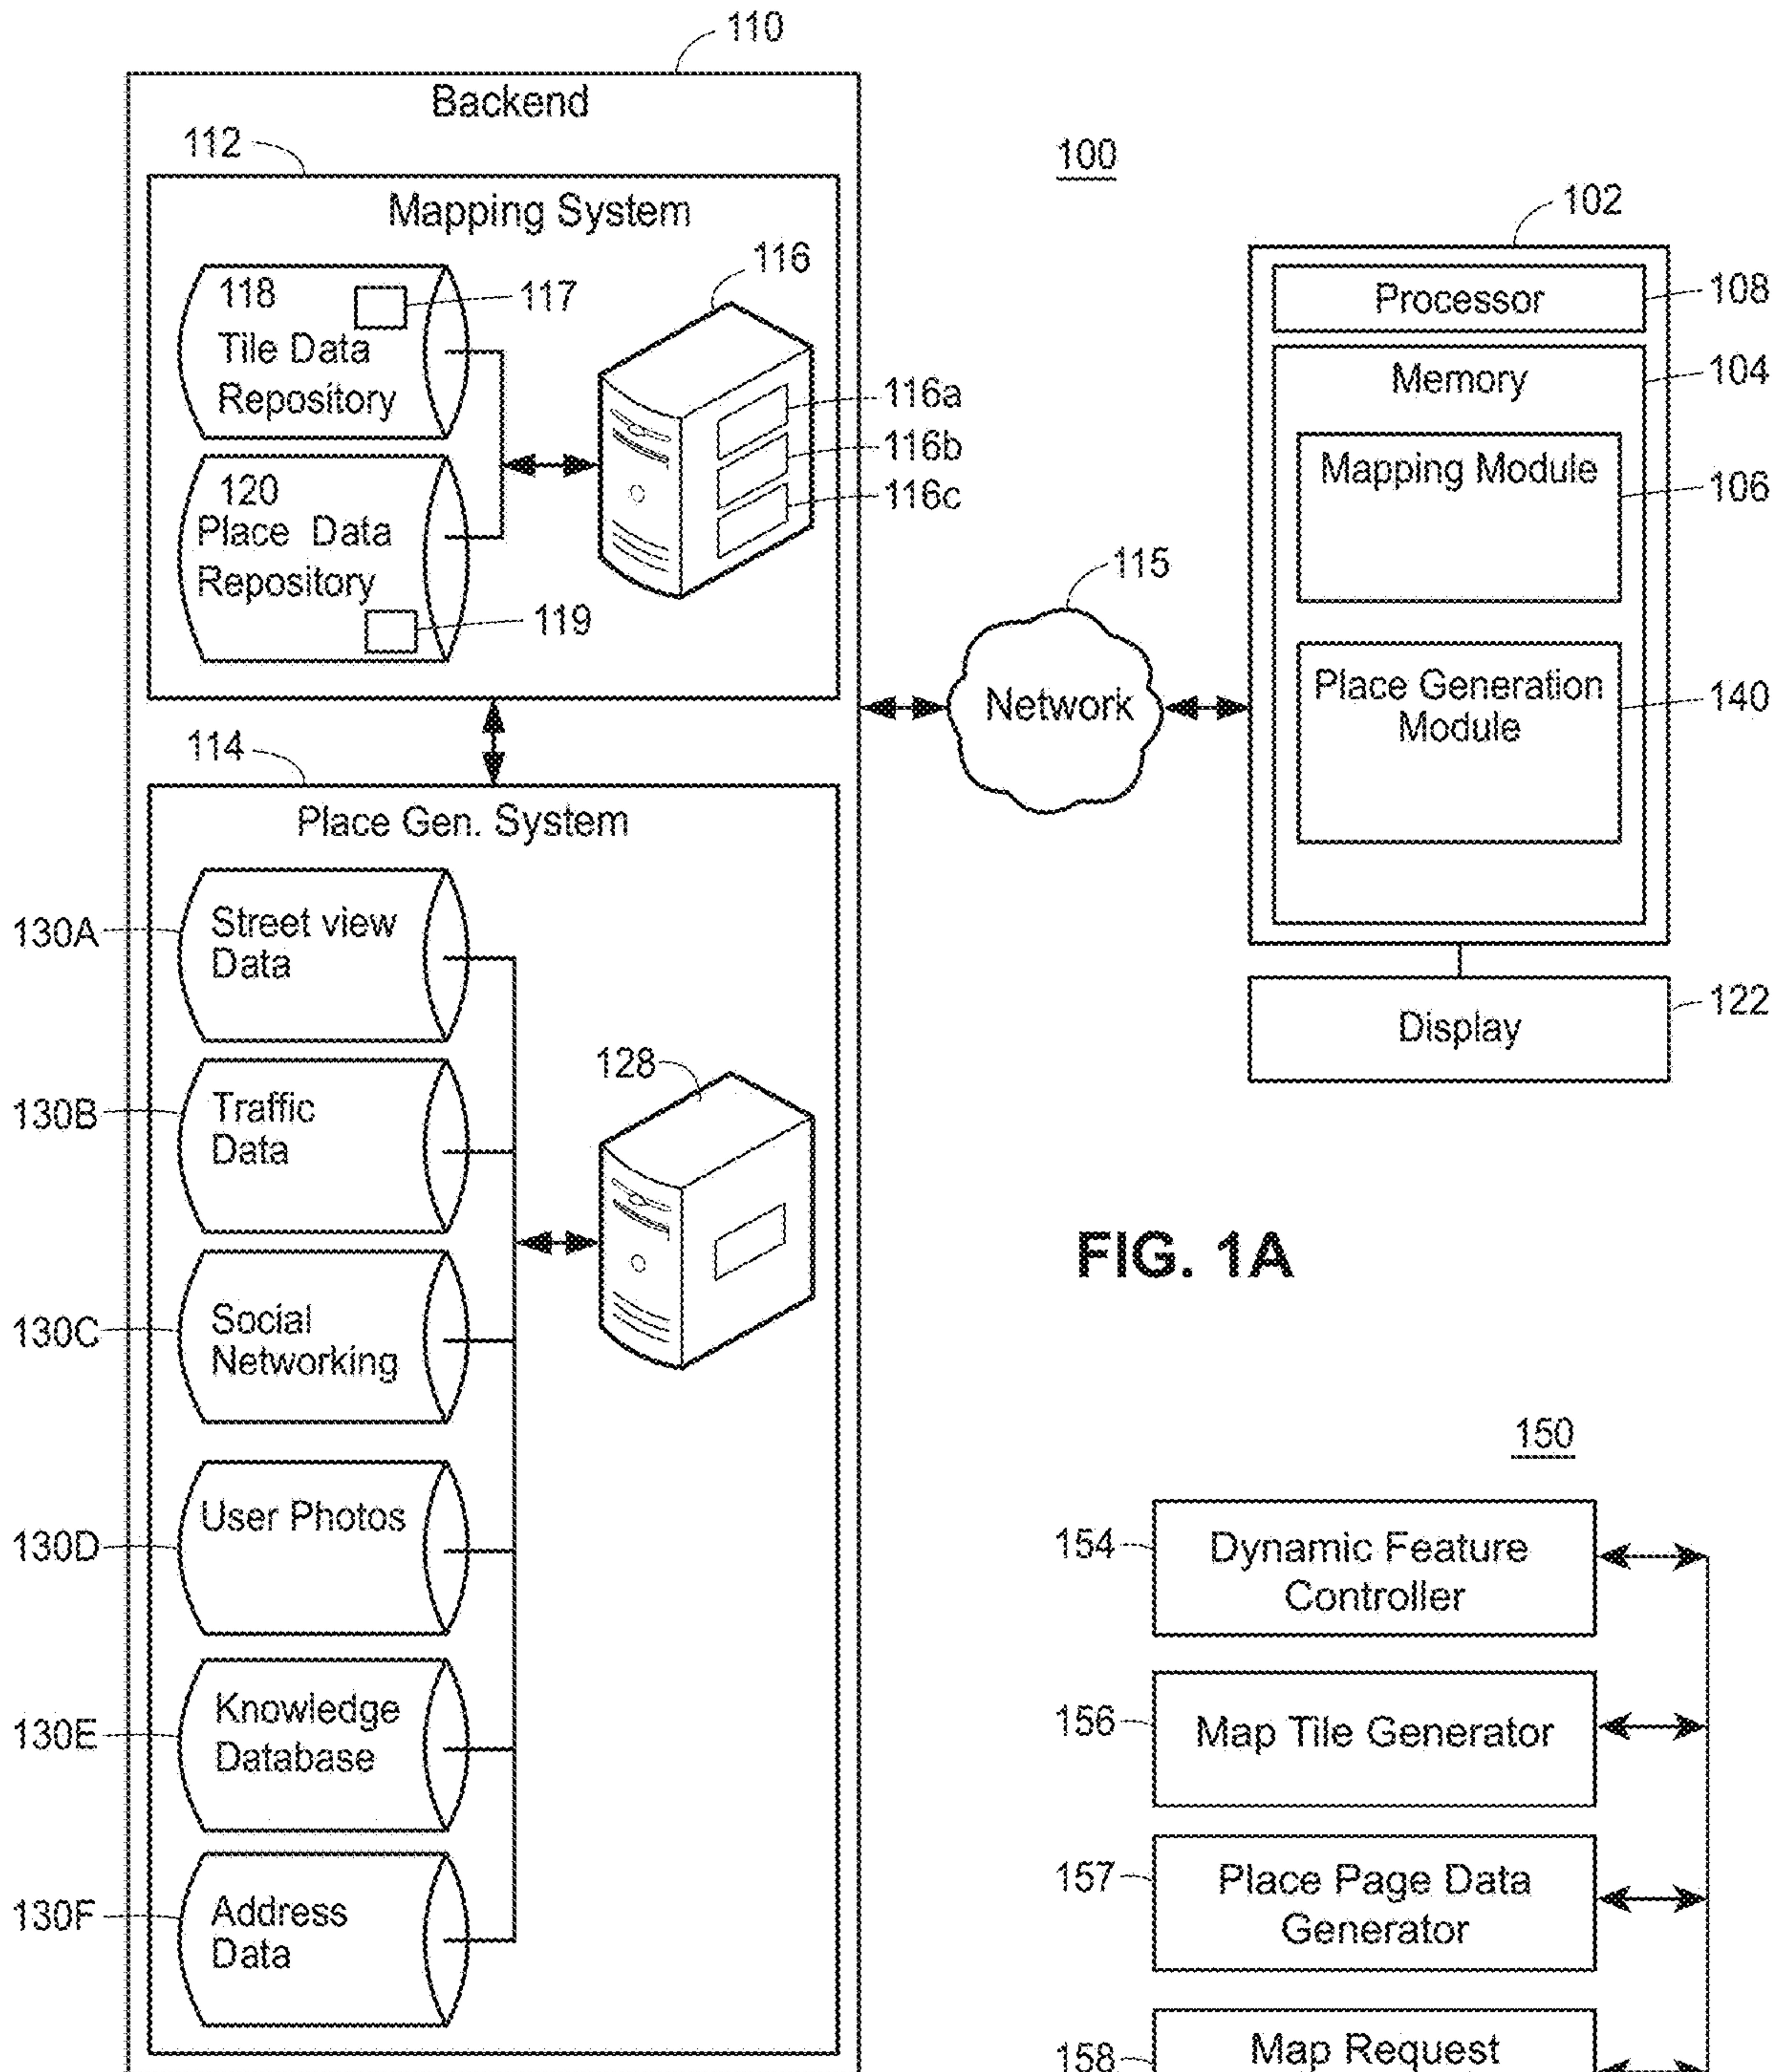 110
Backend
112
Mapping System
118
117
Tile Data
Repository
116
116a
116b
116c
120
Place Data
Repository
119
114
Place Gen. System
130A
Street view
Data
130B
Traffic
Data
130C
Social
Networking
130D
User Photos
130E
Knowledge
Database
130F
Address
Data
128
100
115
Network
102
Processor
108
Memory
104
Mapping Module
106
Place Generation
Module
140
Display
122
FIG. 1A
150
154
Dynamic Feature
Controller
156
Map Tile Generator
157
Place Page Data
Generator
158
Map Request